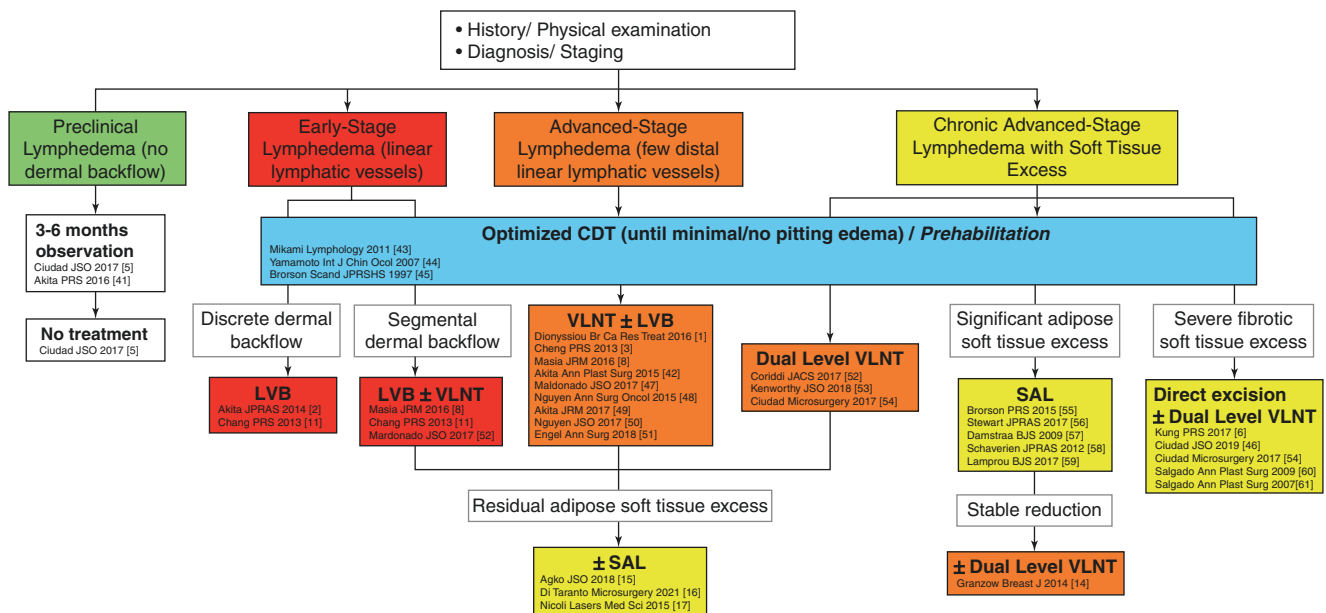 • History/ Physical examination
• Diagnosis/ Staging
Preclinical
Lymphedema (no
dermal backflow)
Early-Stage
Lymphedema (linear
lymphatic vessels)
Advanced-Stage
Lymphedema (few distal
linear lymphatic vessels)
Chronic Advanced-Stage
Lymphedema with Soft Tissue
Excess
3-6 months
observation
Ciudad JSO 2017 [5]
Akita PRS 2016 [41]
No treatment
Ciudad JSO 2017 [5]
Optimized CDT (until minimal/no pitting edema) / Prehabilitation
Mikami Lymphology 2011 [43]
Yamamoto Int J Chin Ocol 2007 [44]
Brorson Scand JPRSHS 1997 [45]
Discrete dermal
backflow
LVB
Akita JPRAS 2014 [2]
Chang PRS 2013 [11]
Segmental
dermal backflow
LVB ± VLNT
Masia JRM 2016 [8]
Chang PRS 2013 [11]
Mardonado JSO 2017 [52]
VLNT ± LVB
Dionyssiou Br Ca Res Treat 2016 [1]
Cheng PRS 2013 [3]
Masia JRM 2016 [8]
Akita Ann Plast Surg 2015 [42]
Maldonado JSO 2017 [47]
Nguyen Ann Surg Oncol 2015 [48]
Akita JRM 2017 [49]
Nguyen JSO 2017 [50]
Engel Ann Surg 2018 [51]
Dual Level VLNT
Coriddi JACS 2017 [52]
Kenworthy JSO 2018 [53]
Ciudad Microsurgery 2017 [54]
Significant adipose
soft tissue excess
SAL
Brorson PRS 2015 [55]
Stewart JPRAS 2017 [56]
Damstraa BJS 2009 [57]
Schaverien JPRAS 2012 [58]
Lamprou BJS 2017 [59]
Severe fibrotic
soft tissue excess
Direct excision
± Dual Level VLNT
Kung PRS 2017 [6]
Ciudad JSO 2019 [46]
Ciudad Microsurgery 2017 [54]
Salgado Ann Plast Surg 2009 [60]
Salgado Ann Plast Surg 2007[61]
Residual adipose soft tissue excess
± SAL
Agko JSO 2018 [15]
Di Taranto Microsurgery 2021 [16]
Nicoli Lasers Med Sci 2015 [17]
Stable reduction
± Dual Level VLNT
Granzow Breast J 2014 [14]